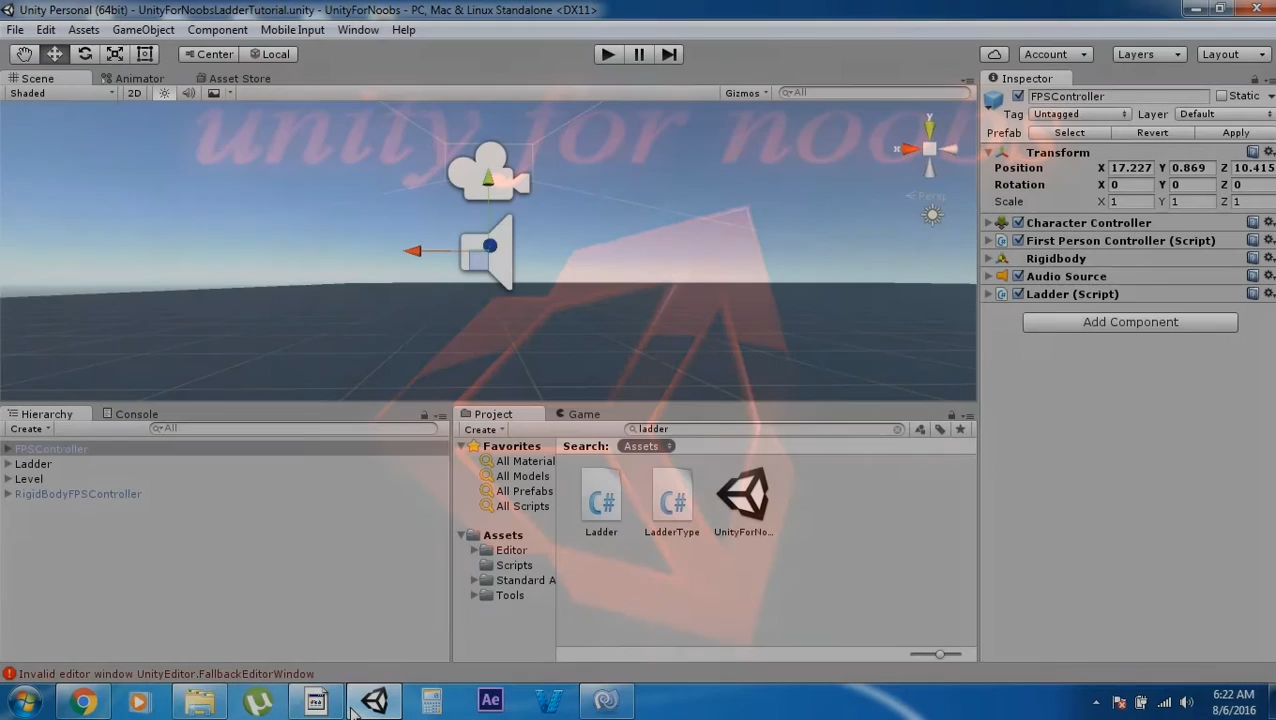 Unity Personal (64bit) - UnityForNoobsLadderTutorial.unity - UnityForNoobs - PC, Mac & Linux Standalone <DX11>
File Edit Assets GameObject Component Mobile Input Window Help
Center Local Account Layers Layout
Scene Animator Asset Store Inspector
Shaded 2D Gizmos All
FPSController Static
Tag Untagged Layer Default
Prefab Select Revert Apply
unity for noobs
y
x
Persp
Transform
Position X 17.227 Y 0.869 Z 10.415
Rotation X 0 Y 0 Z 0
Scale X 1 Y 1 Z 1
Character Controller
First Person Controller (Script)
Rigidbody
Audio Source
Ladder (Script)
Add Component
Hierarchy Console Project Game
Create All Create ladder
FPSController
Ladder
Level
RigidBodyFPSController
Favorites
All Material
All Models
All Prefabs
All Scripts
Assets
Editor
Scripts
Standard A
Tools
Search: Assets
C# C#
Ladder LadderType UnityForNo...
Invalid editor window UnityEditor.FallbackEditorWindow
Ae
6:22 AM
8/6/2016